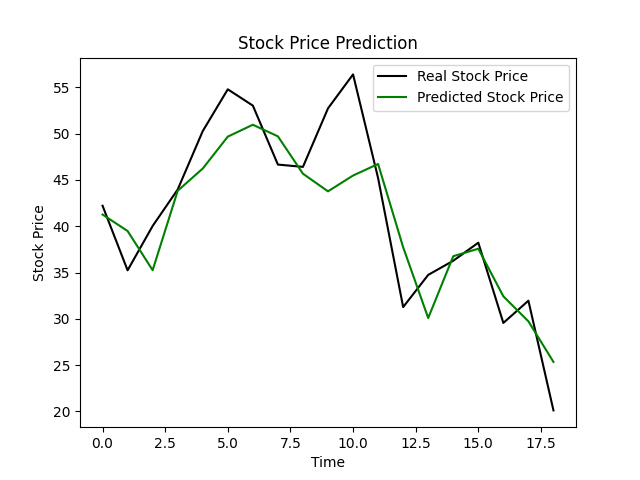 Stock Price Prediction
Real Stock Price
Predicted Stock Price
Stock Price
55
50
45
40
35
30
25
20
0.0 2.5 5.0 7.5 10.0 12.5 15.0 17.5
Time